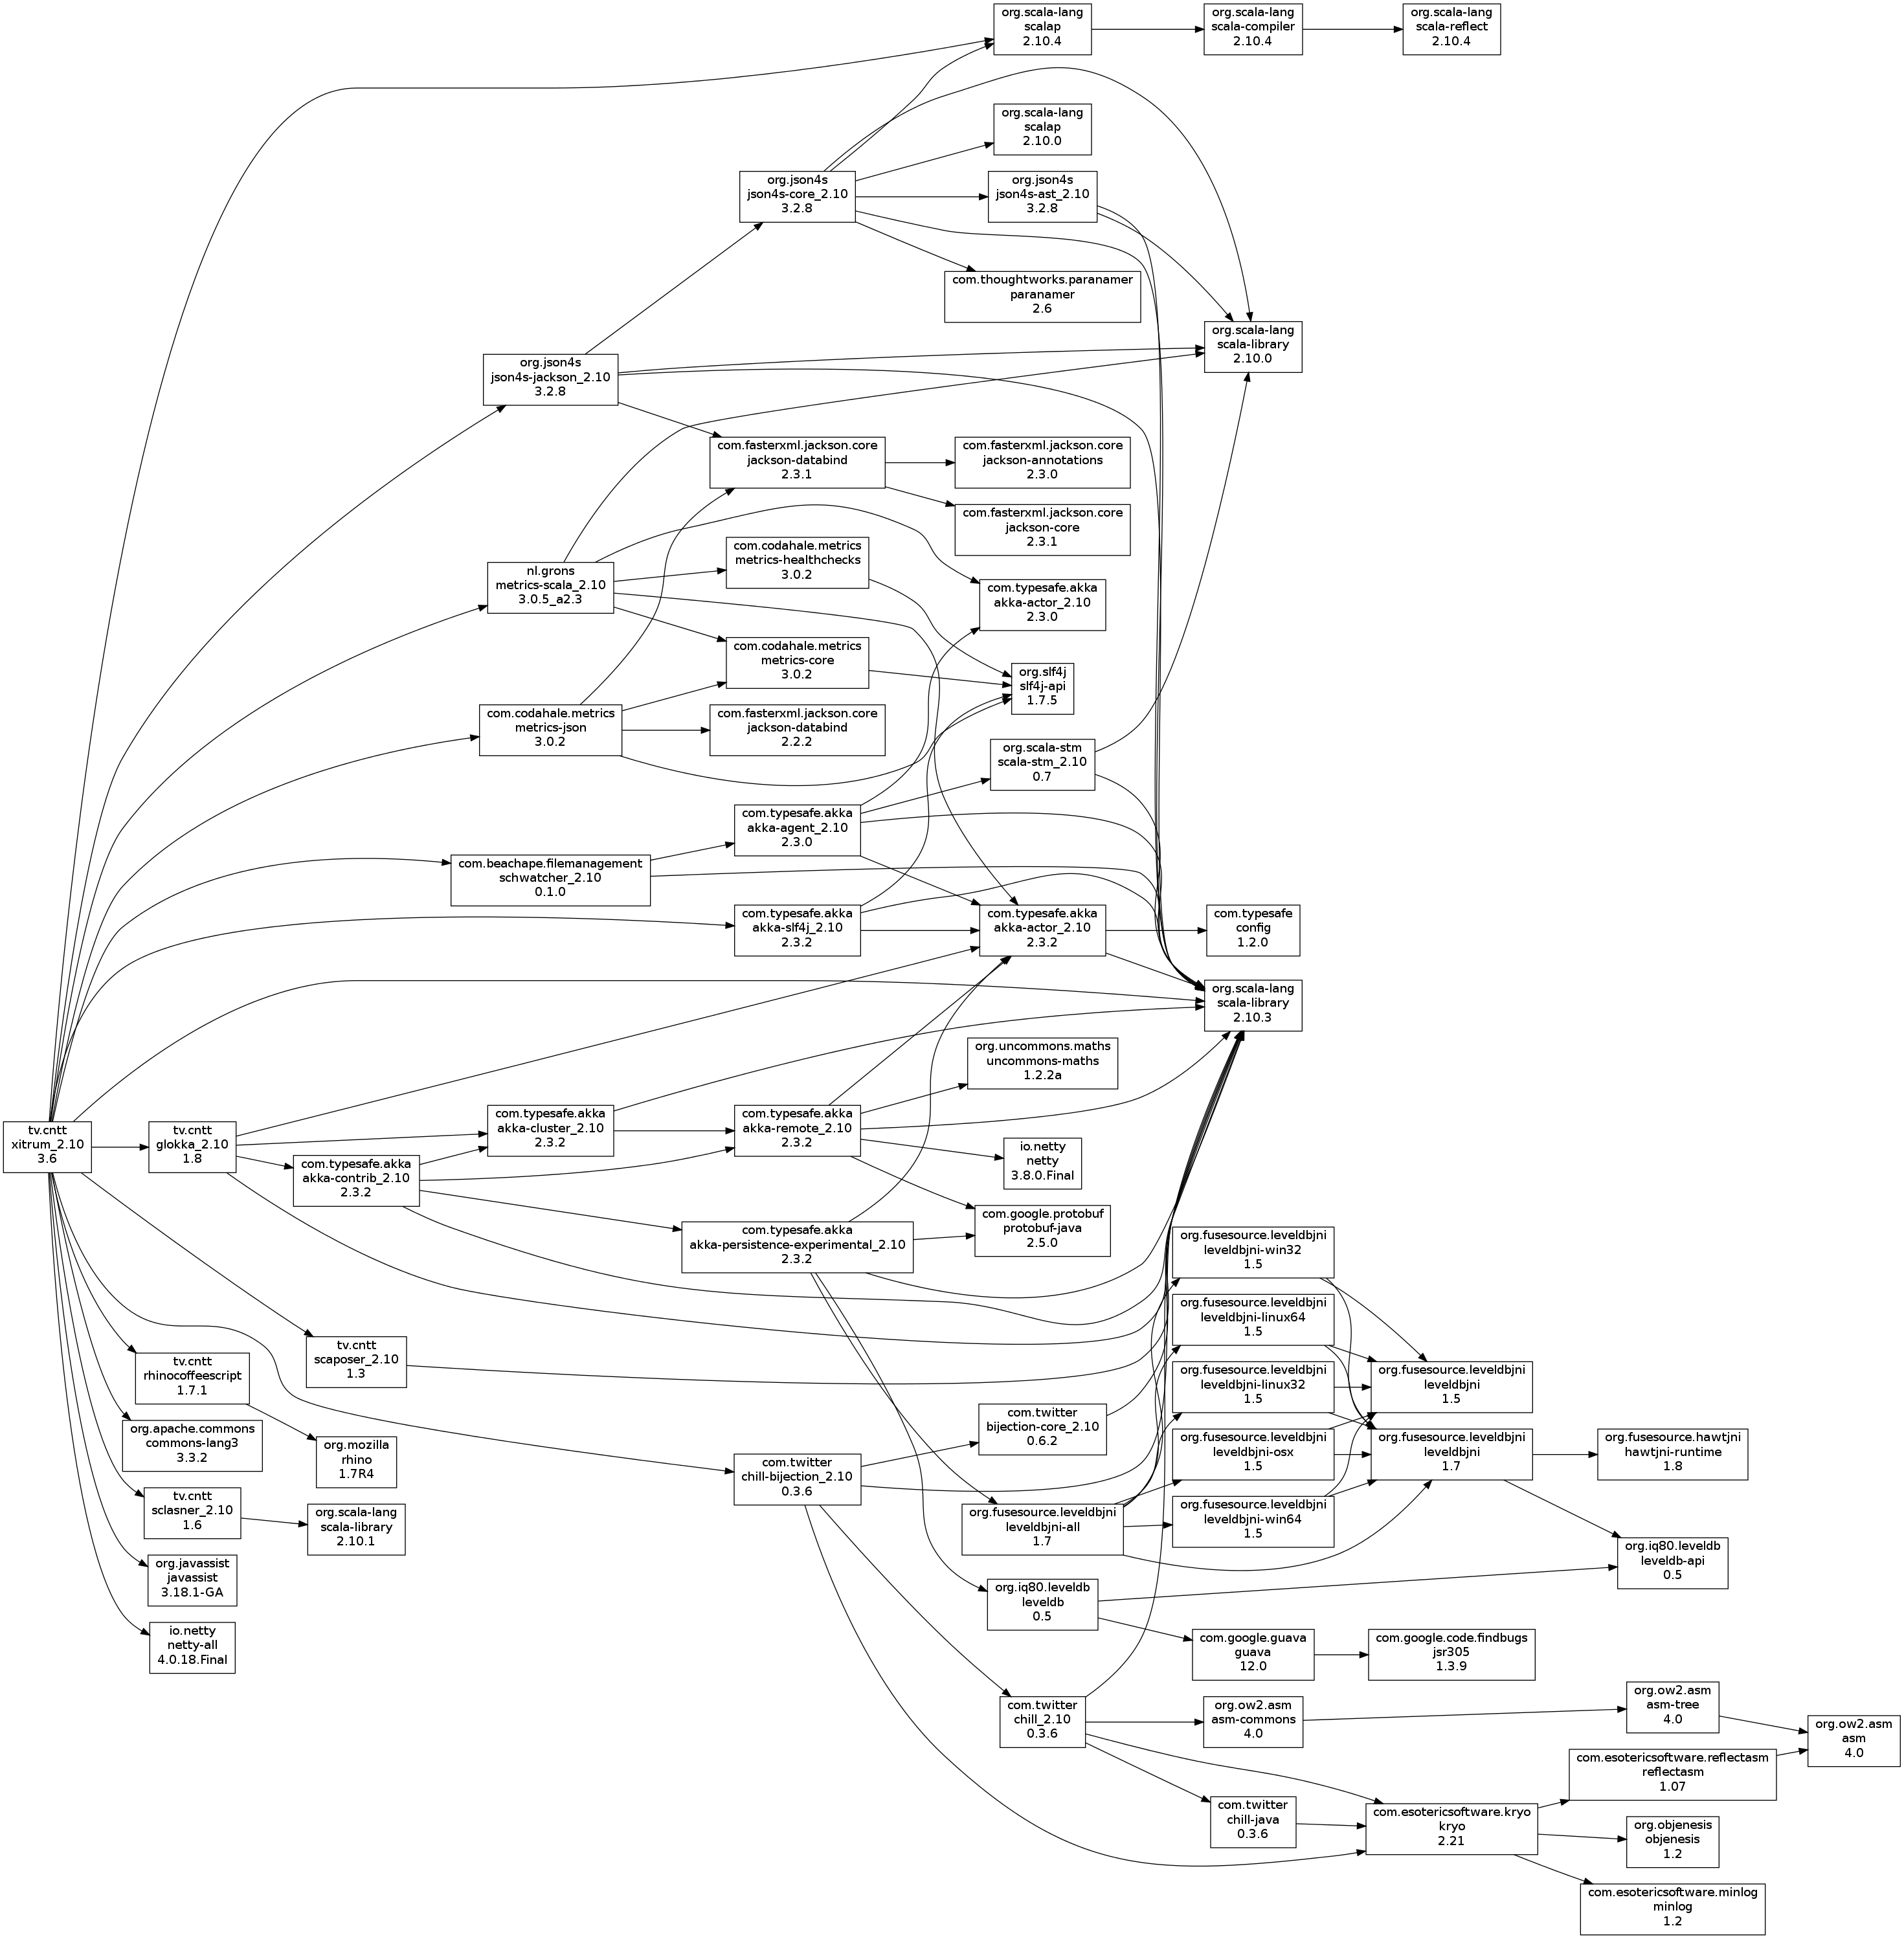 org.scala-lang
scalap
2.10.4
org.scala-lang
scala-compiler
2.10.4
org.scala-lang
scala-reflect
2.10.4
org.scala-lang
scalap
2.10.0
org.json4s
json4s-core_2.10
3.2.8
org.json4s
json4s-ast_2.10
3.2.8
com.thoughtworks.paranamer
paranamer
2.6
org.scala-lang
scala-library
2.10.0
org.json4s
json4s-jackson_2.10
3.2.8
com.fasterxml.jackson.core
jackson-databind
2.3.1
com.fasterxml.jackson.core
jackson-annotations
2.3.0
com.fasterxml.jackson.core
jackson-core
2.3.1
nl.grons
metrics-scala_2.10
3.0.5_a2.3
com.codahale.metrics
metrics-healthchecks
3.0.2
com.typesafe.akka
akka-actor_2.10
2.3.0
com.codahale.metrics
metrics-core
3.0.2
org.slf4j
slf4j-api
1.7.5
com.codahale.metrics
metrics-json
3.0.2
com.fasterxml.jackson.core
jackson-databind
2.2.2
org.scala-stm
scala-stm_2.10
0.7
com.typesafe.akka
akka-agent_2.10
2.3.0
com.beachape.filemanagement
schwatcher_2.10
0.1.0
com.typesafe.akka
akka-slf4j_2.10
2.3.2
com.typesafe.akka
akka-actor_2.10
2.3.2
com.typesafe
config
1.2.0
org.scala-lang
scala-library
2.10.3
org.uncommons.maths
uncommons-maths
1.2.2a
tv.cntt
xitrum_2.10
3.6
tv.cntt
glokka_2.10
1.8
com.typesafe.akka
akka-cluster_2.10
2.3.2
com.typesafe.akka
akka-remote_2.10
2.3.2
com.typesafe.akka
akka-contrib_2.10
2.3.2
io.netty
netty
3.8.0.Final
com.google.protobuf
protobuf-java
2.5.0
com.typesafe.akka
akka-persistence-experimental_2.10
2.3.2
org.fusesource.leveldbjni
leveldbjni-win32
1.5
org.fusesource.leveldbjni
leveldbjni-linux64
1.5
tv.cntt
scaposer_2.10
1.3
tv.cntt
rhinocoffeescript
1.7.1
org.fusesource.leveldbjni
leveldbjni-linux32
1.5
org.fusesource.leveldbjni
leveldbjni
1.5
org.apache.commons
commons-lang3
3.3.2
org.mozilla
rhino
1.7R4
com.twitter
bijection-core_2.10
0.6.2
org.fusesource.leveldbjni
leveldbjni-osx
1.5
org.fusesource.leveldbjni
leveldbjni
1.7
org.fusesource.hawtjni
hawtjni-runtime
1.8
com.twitter
chill-bijection_2.10
0.3.6
tv.cntt
sclasner_2.10
1.6
org.scala-lang
scala-library
2.10.1
org.fusesource.leveldbjni
leveldbjni-all
1.7
org.fusesource.leveldbjni
leveldbjni-win64
1.5
org.iq80.leveldb
leveldb-api
0.5
org.javassist
javassist
3.18.1-GA
org.iq80.leveldb
leveldb
0.5
io.netty
netty-all
4.0.18.Final
com.google.guava
guava
12.0
com.google.code.findbugs
jsr305
1.3.9
com.twitter
chill_2.10
0.3.6
org.ow2.asm
asm-commons
4.0
org.ow2.asm
asm-tree
4.0
org.ow2.asm
asm
4.0
com.esotericsoftware.reflectasm
reflectasm
1.07
com.twitter
chill-java
0.3.6
com.esotericsoftware.kryo
kryo
2.21
org.objenesis
objenesis
1.2
com.esotericsoftware.minlog
minlog
1.2